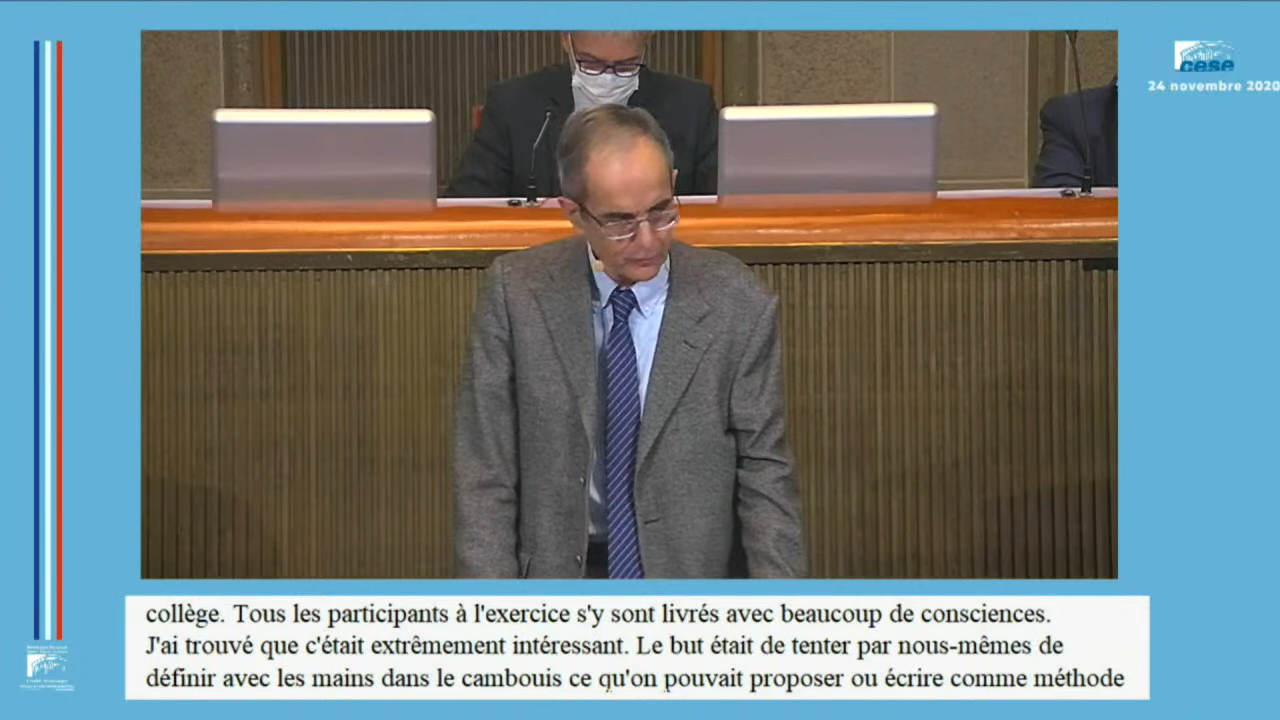 cese
24 novembre 2020
collège. Tous les participants à l'exercice s'y sont livrés avec beaucoup de consciences.
J'ai trouvé que c'était extrêmement intéressant. Le but était de tenter par nous-mêmes de
définir avec les mains dans le cambouis ce qu'on pouvait proposer ou écrire comme méthode